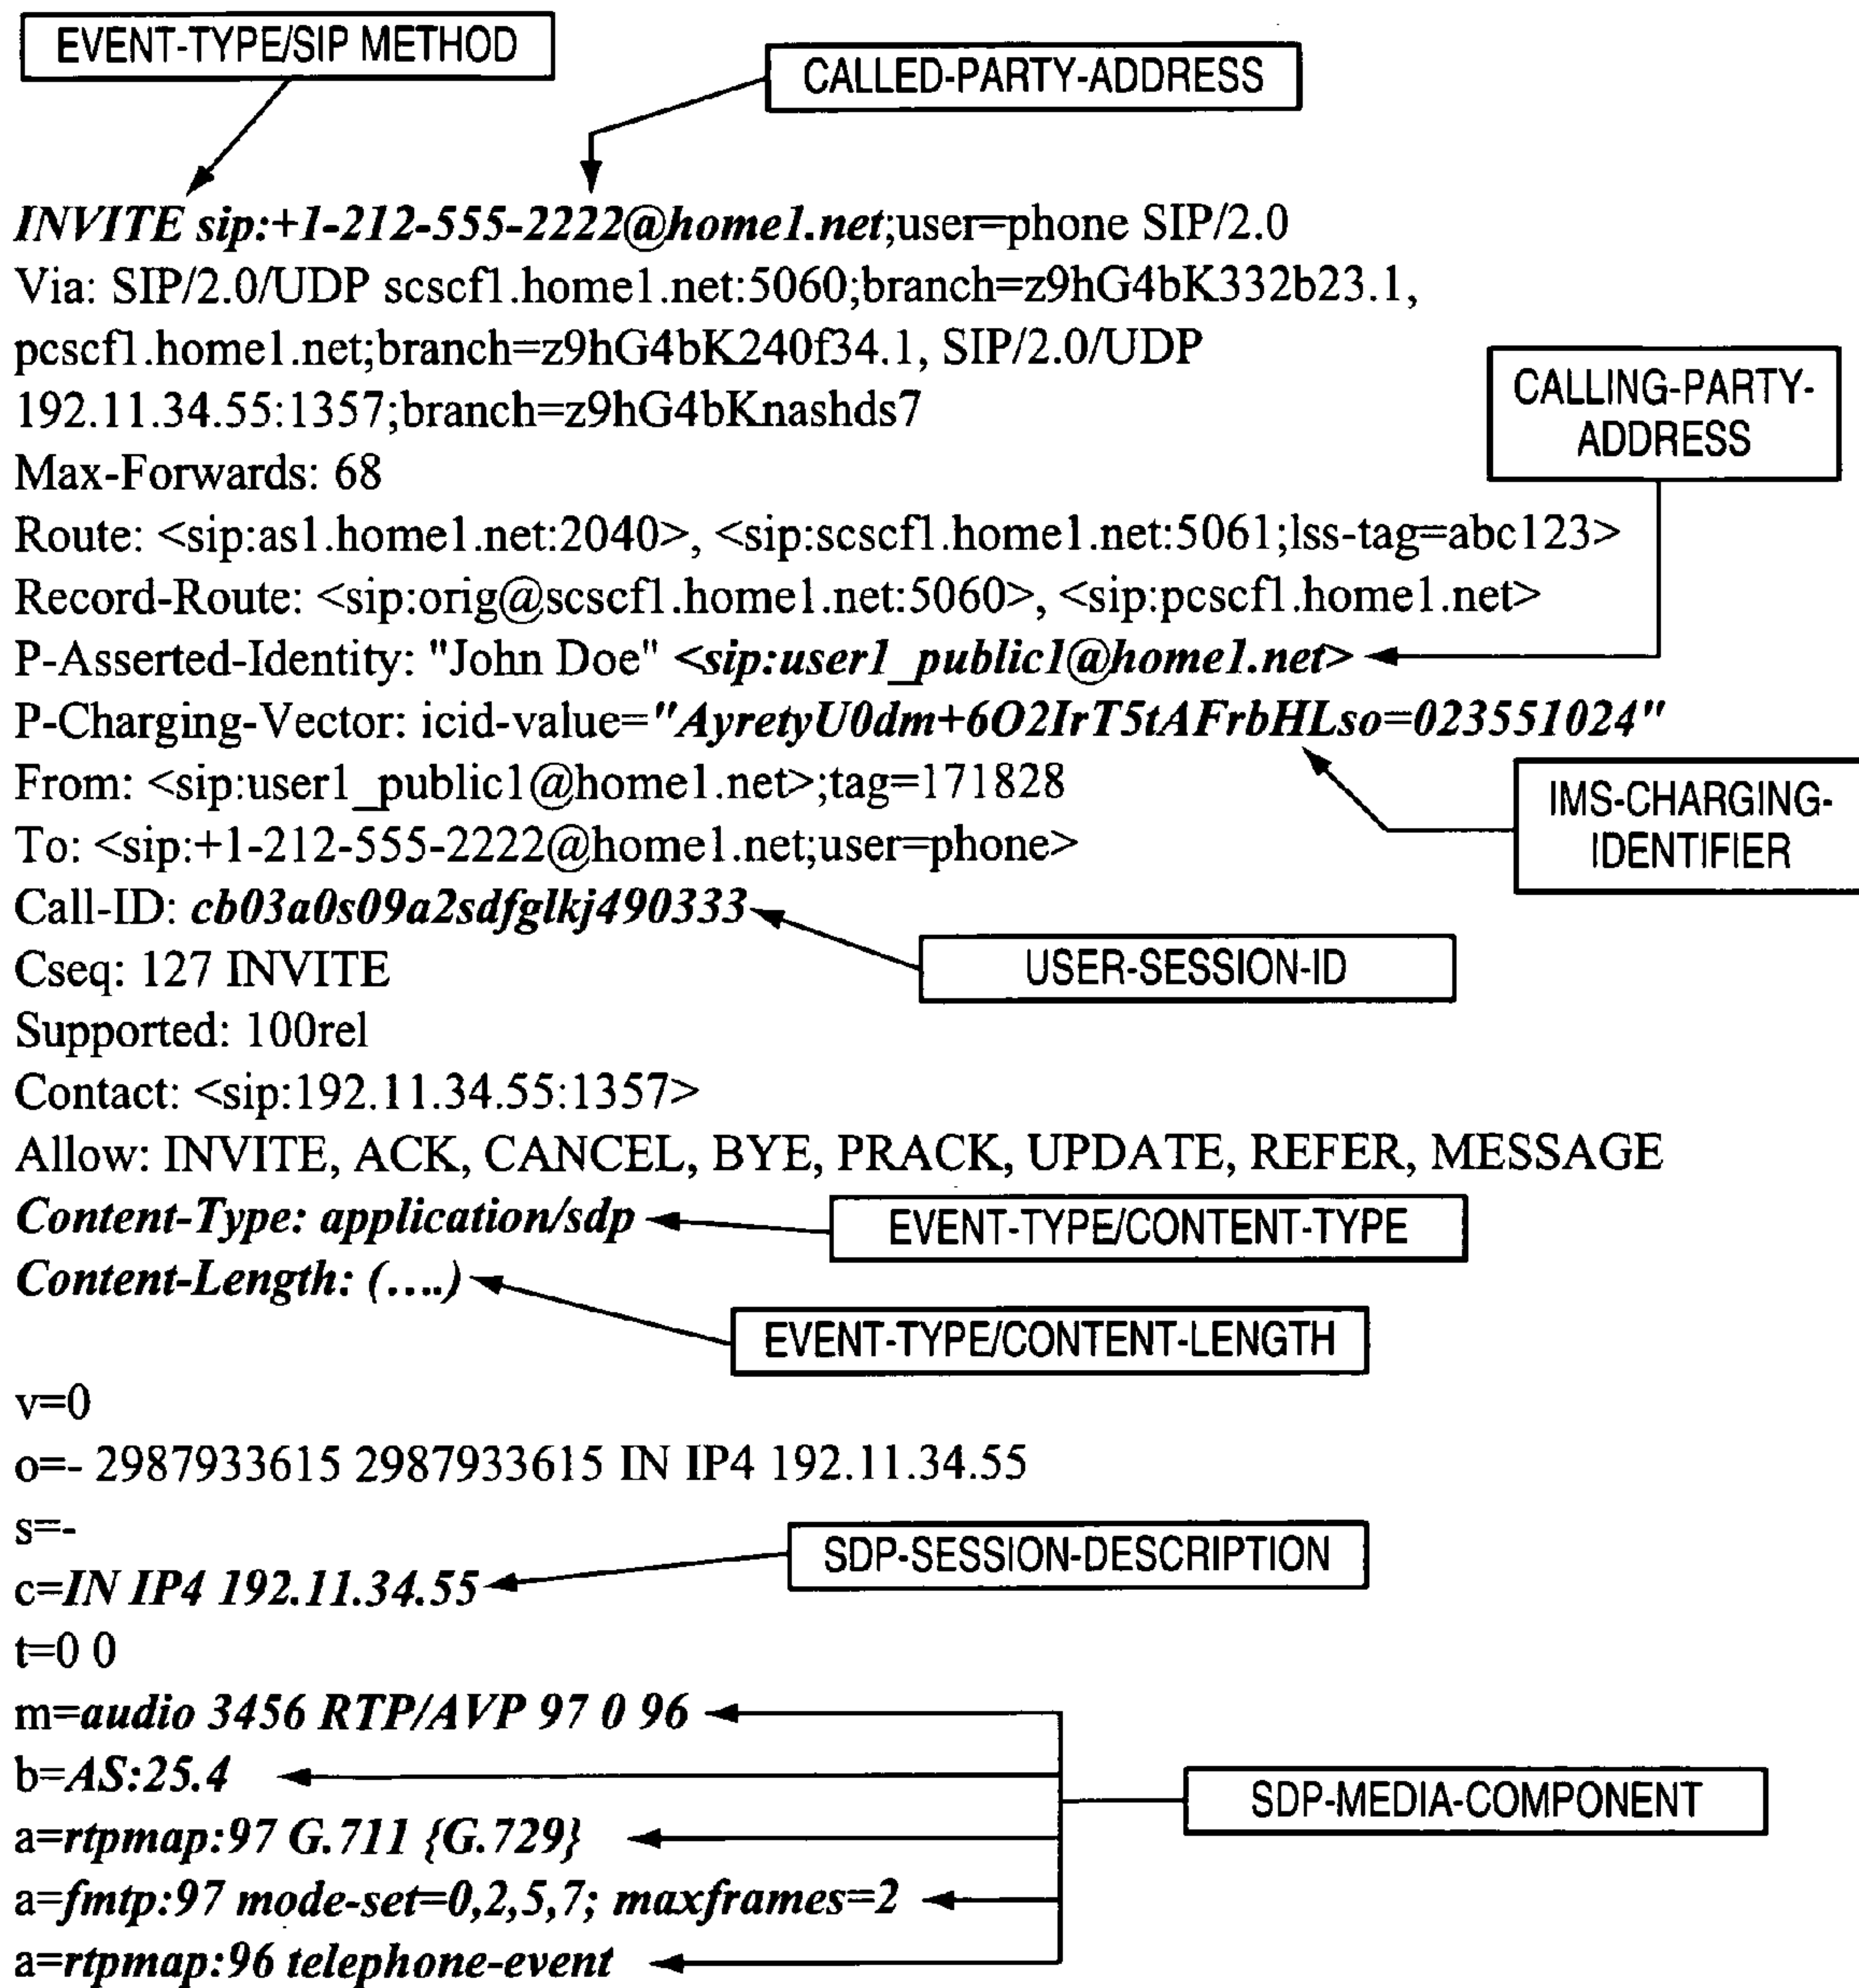 EVENT-TYPE/SIP METHOD
CALLED-PARTY-ADDRESS
INVITE sip:+1-212-555-2222@home1.net;user=phone SIP/2.0
Via: SIP/2.0/UDP scscf1.home1.net:5060;branch=z9hG4bK332b23.1,
pcscf1.home1.net;branch=z9hG4bK240f34.1, SIP/2.0/UDP
192.11.34.55:1357;branch=z9hG4bKnashds7
CALLING-PARTY-
ADDRESS
Max-Forwards: 68
Route: <sip:as1.home1.net:2040>, <sip:scscf1.home1.net:5061;lss-tag=abc123>
Record-Route: <sip:orig@scscf1.home1.net:5060>, <sip:pcscf1.home1.net>
P-Asserted-Identity: "John Doe" <sip:user1_public1@home1.net>
P-Charging-Vector: icid-value="AyretyU0dm+6O2IrT5tAFrbHLso=023551024"
From: <sip:user1_public1@home1.net>;tag=171828
IMS-CHARGING-
IDENTIFIER
To: <sip:+1-212-555-2222@home1.net;user=phone>
Call-ID: cb03a0s09a2sdfglkj490333
USER-SESSION-ID
Cseq: 127 INVITE
Supported: 100rel
Contact: <sip:192.11.34.55:1357>
Allow: INVITE, ACK, CANCEL, BYE, PRACK, UPDATE, REFER, MESSAGE
Content-Type: application/sdp
EVENT-TYPE/CONTENT-TYPE
Content-Length: (....)
EVENT-TYPE/CONTENT-LENGTH
v=0
o=- 2987933615 2987933615 IN IP4 192.11.34.55
s=-
SDP-SESSION-DESCRIPTION
c=IN IP4 192.11.34.55
t=0 0
m=audio 3456 RTP/AVP 97 0 96
b=AS:25.4
SDP-MEDIA-COMPONENT
a=rtpmap:97 G.711 {G.729}
a=fmtp:97 mode-set=0,2,5,7; maxframes=2
a=rtpmap:96 telephone-event